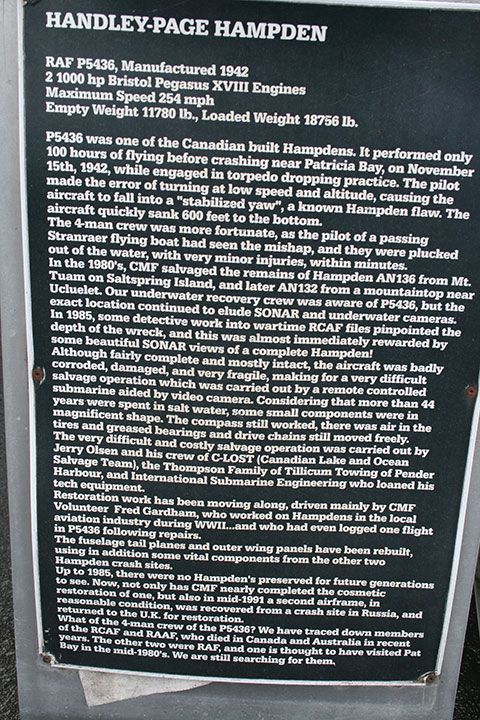 HANDLEY-PAGE HAMPDEN
RAF P5436, Manufactured 1942
2 1000 hp Bristol Pegasus XVIII Engines
Maximum Speed 254 mph
Empty Weight 11780 lb., Loaded Weight 18756 lb.
P5436 was one of the Canadian built Hampdens. It performed only
100 hours of flying before crashing near Patricia Bay, on November
15th, 1942, while engaged in torpedo dropping practice. The pilot
made the error of turning at low speed and altitude, causing the
aircraft to fall into a "stabilized yaw", a known Hampden flaw. The
aircraft quickly sank 600 feet to the bottom.
The 4-man crew was more fortunate, as the pilot of a passing
Stranraer flying boat had seen the mishap, and they were plucked
out of the water, with very minor injuries, within minutes.
In the 1980's, CMF salvaged the remains of Hampden AN136 from Mt.
Tuam on Saltspring Island, and later AN132 from a mountaintop near
Ucluelet. Our underwater recovery crew was aware of P5436, but the
exact location continued to elude SONAR and underwater cameras.
In 1985, some detective work into wartime RCAF files pinpointed the
depth of the wreck, and this was almost immediately rewarded by
some beautiful SONAR views of a complete Hampden!
Although fairly complete and mostly intact, the aircraft was badly
corroded, damaged, and very fragile, making for a very difficult
salvage operation which was carried out by a remote controlled
submarine aided by video camera. Considering that more than 44
years were spent in salt water, some small components were in
magnificent shape. The compass still worked, there was air in the
tires and greased bearings and drive chains still moved freely.
The very difficult and costly salvage operation was carried out by
Jerry Olsen and his crew of C-LOST (Canadian Lake and Ocean
Salvage Team), the Thompson Family of Tillicum Towing of Pender
Harbour, and International Submarine Engineering who loaned his
tech equipment.
Restoration work has been moving along, driven mainly by CMF
Volunteer Fred Gardham, who worked on Hampdens in the local
aviation industry during WWII...and who had even logged one flight
in P5436 following repairs.
The fuselage tail planes and outer wing panels have been rebuilt,
using in addition some vital components from the other two
Hampden crash sites.
Up to 1985, there were no Hampden's preserved for future generations
to see. Now, not only has CMF nearly completed the cosmetic
restoration of one, but also in mid-1991 a second airframe, in
reasonable condition, was recovered from a crash site in Russia, and
returned to the U.K. for restoration.
What of the 4-man crew of the P5436? We have traced down members
of the RCAF and RAAF, who died in Canada and Australia in recent
years. The other two were RAF, and one is thought to have visited Pat
Bay in the mid-1980's. We are still searching for them.